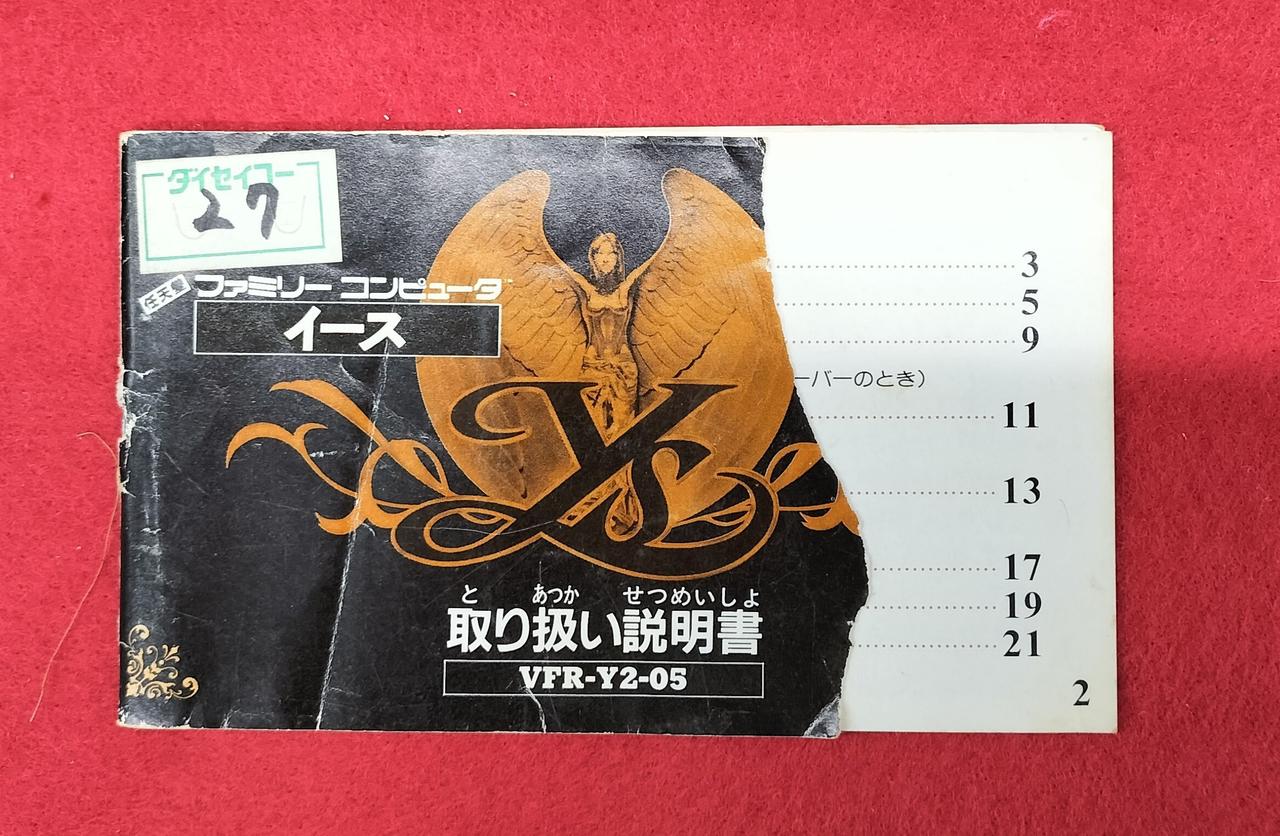 ダイセイコー
27
任天堂
ファミリー コンピュータ™
イース
Ys
と あつか せつめいしょ
取り扱い説明書
VFR-Y2-05
3
5
9
ーバーのとき）
11
13
17
19
21
2